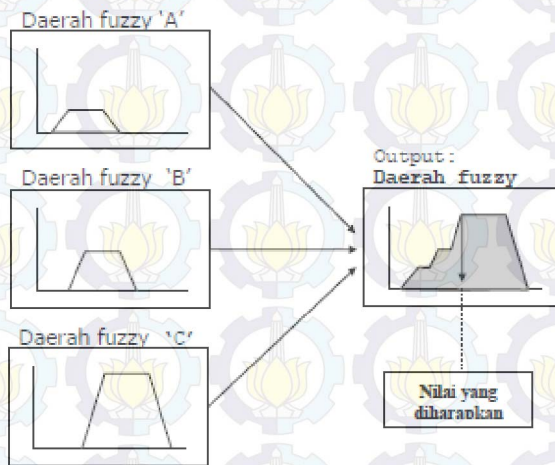 Daerah fuzzy 'A'
Daerah fuzzy 'B'
Daerah fuzzy 'C'
Output:
Daerah fuzzy
Nilai yang
diharapkan